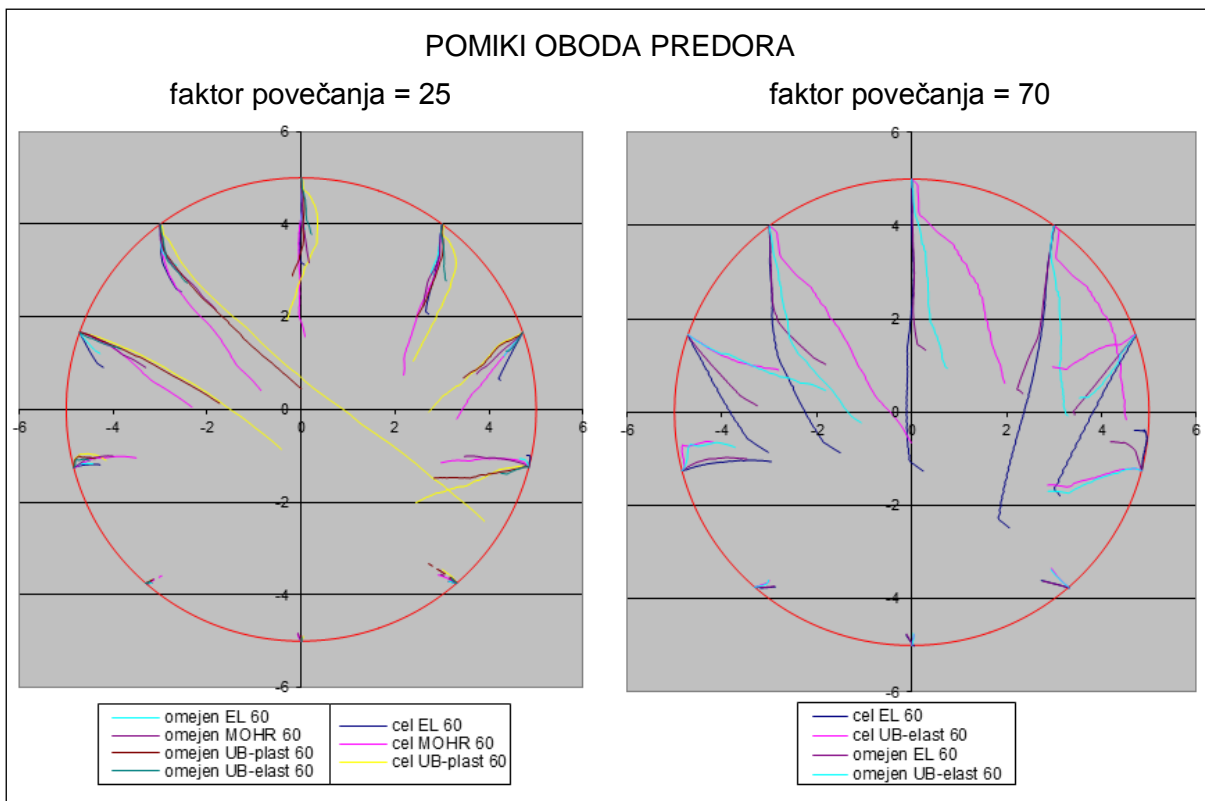 POMIKI OBODA PREDORA
faktor povečanja = 25
faktor povečanja = 70
6
4
2
0
-2
-4
-6
-6 -4 -2 0 2 4 6
6
4
2
0
-2
-4
-6
-6 -4 -2 0 2 4 6
omejen EL 60
omejen MOHR 60
omejen UB-plast 60
omejen UB-elast 60
cel EL 60
cel MOHR 60
cel UB-plast 60
cel EL 60
cel UB-elast 60
omejen EL 60
omejen UB-elast 60